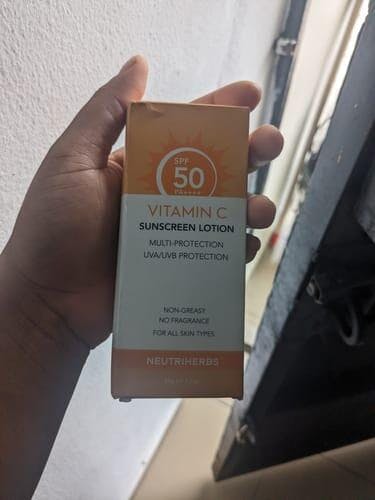 SPF
50
PA++++
VITAMIN C
SUNSCREEN LOTION
MULTI-PROTECTION
UVA/UVB PROTECTION
NON-GREASY
NO FRAGRANCE
FOR ALL SKIN TYPES
NEUTRIHERBS